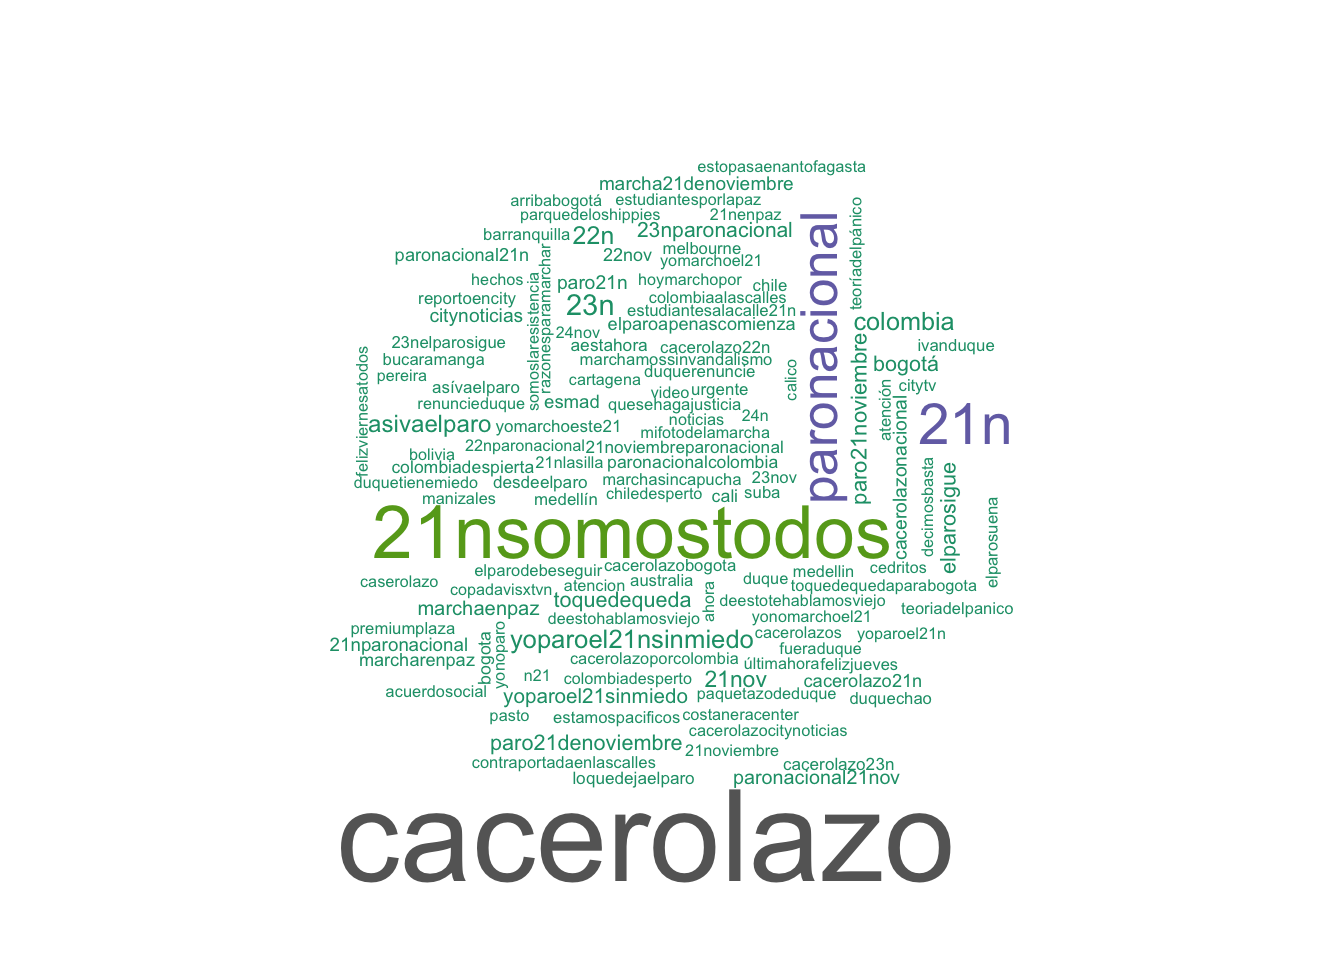 estopasaenantofagasta
marcha21denoviembre
arribabogotá
estudiantesporlapaz
parquedeloshippies
21nenpaz
barranquilla
22n
23nparonacional
paronacional21n
22nov
melbourne
yomarchoel21
hechos
paro21n
hoymarchopor
chile
reportoencity
23n
colombiaalascalles
citynoticias
estudiantesalacalle21n
elparoapenascomienza
24nov
somoslaresistencia
razonesparamarchar
paronacional
teoríadelpánico
colombia
23nelparosigue
aestahora
cacerolazo22n
ivanduque
bucaramanga
marchamossinvandalismo
bogotá
pereira
cartagena
duquerenuncie
asívaelparo
video
urgente
calico
citytv
renuncieduque
esmad
quesehagajusticia
felizviernesatodos
asivaelparo
yomarchoeste21
noticias
24n
mifotodelamarcha
atención
21n
paro21noviembre
cacerolazonacional
bolivia
22nparonacional
21noviembreparonacional
colombiadespierta
21nlasilla
paronacionalcolombia
duquetienemiedo
desdeelparo
marchasincapucha
23nov
manizales
medellín
chiledesperto
cali
suba
decimosbasta
elparosigue
elparosuena
21nsomostodos
elparodebeseguir
cacerolazobogota
medellin
cedritos
caserolazo
copadavisxtvn
atencion
australia
duque
toquedequedaparabogota
marchaenpaz
toquedequeda
ahora
deestotehablamosviejo
teoriadelpanico
deestohablamosviejo
yonomarchoel21
premiumplaza
yoparoel21nsinmiedo
cacerolazos
yoparoel21n
21nparonacional
bogota
yonoparo
fueraduque
marcharenpaz
cacerolazoporcolombia
últimahora
felizjueves
n21
colombiadesperto
21nov
cacerolazo21n
acuerdosocial
yoparoel21sinmiedo
paquetazodeduque
duquechao
pasto
estamospacificos
costaneracenter
cacerolazocitynoticias
paro21denoviembre
21noviembre
contraportadaenlascalles
cacerolazo23n
loquedejaelparo
paronacional21nov
cacerolazo